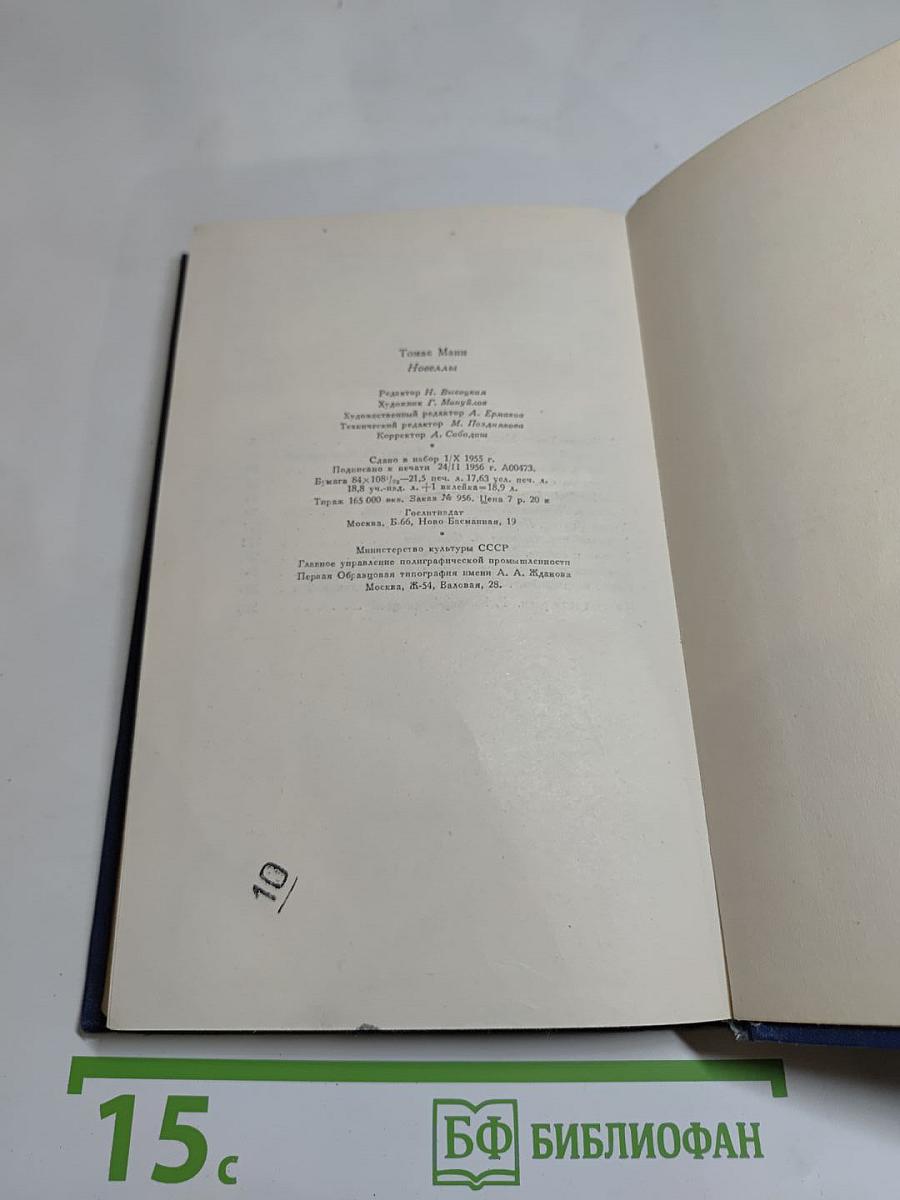 Томас Манн
Новеллы
Редактор Н. Высоцкая
Художник Г. Мануйлов
Художественный редактор А. Ермаков
Технический редактор М. Позднякова
Корректор А. Сабадаш
*
Сдано в набор 1/X 1955 г.
Подписано к печати 24/II 1956 г. А00473.
Бумага 84×108¹/₃₂—21,5 печ. л. 17,63 усл. печ. л.
18,8 уч.-изд. л. +1 вклейка=18,9 л.
Тираж 165 000 экз. Заказ № 956. Цена 7 р. 20 к
Гослитиздат
Москва, Б-66, Ново-Басманная, 19
*
Министерство культуры СССР
Главное управление полиграфической промышленности
Первая Образцовая типография имени А. А. Жданова
Москва, Ж-54, Валовая, 28.
10
15 с
БФ БИБЛИОФАН